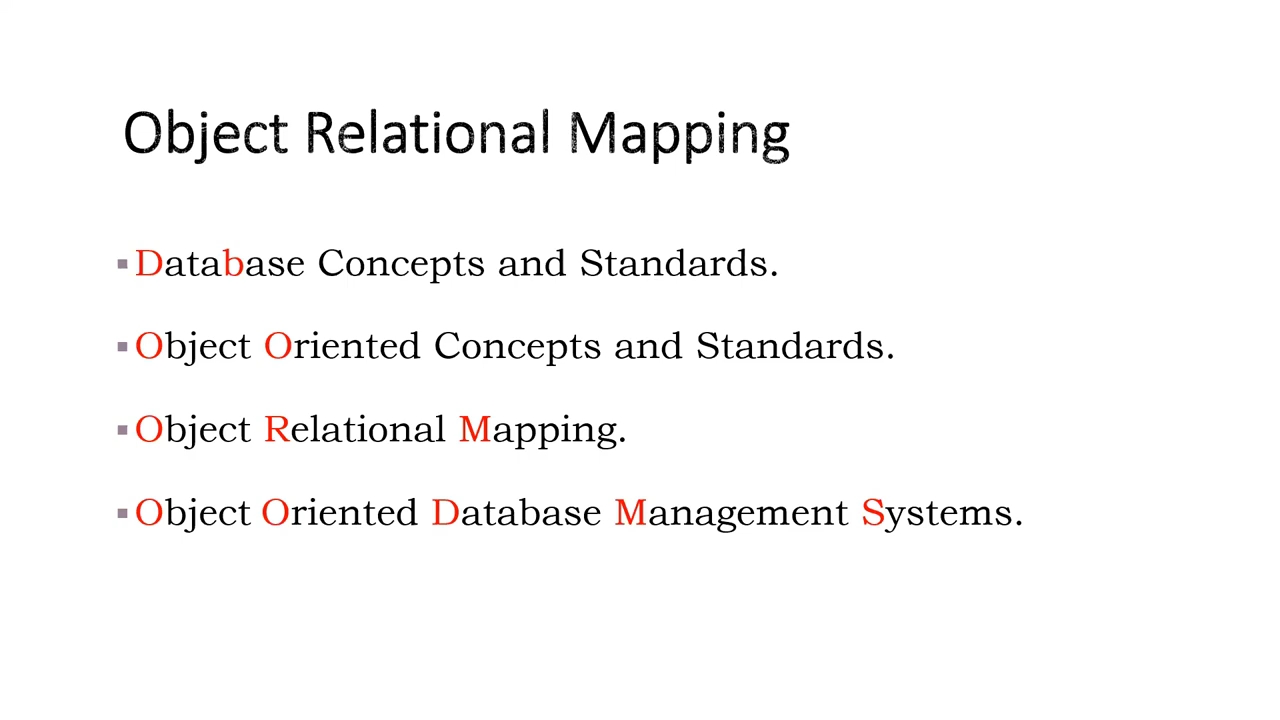 Object Relational Mapping
▪Database Concepts and Standards.
▪Object Oriented Concepts and Standards.
▪Object Relational Mapping.
▪Object Oriented Database Management Systems.